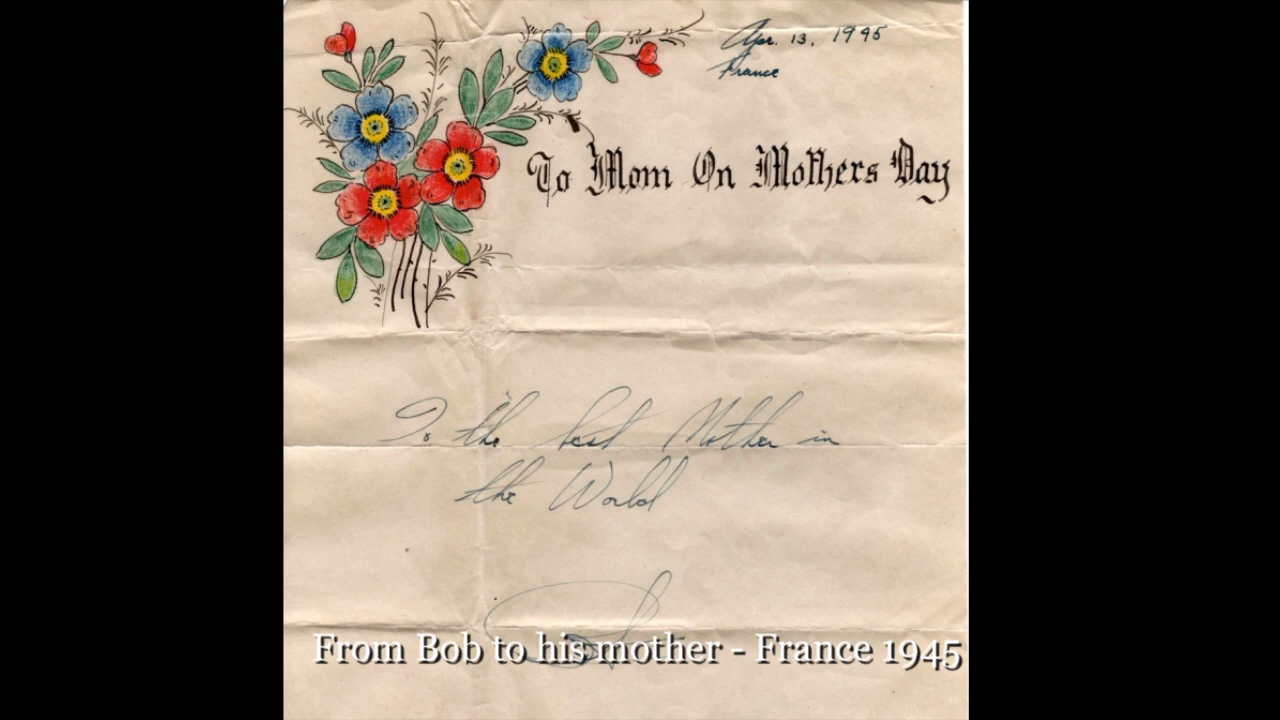 Apr. 13, 1945
France
To Mom On Mothers Day
To the best Mother in
the World
Bob
From Bob to his mother - France 1945